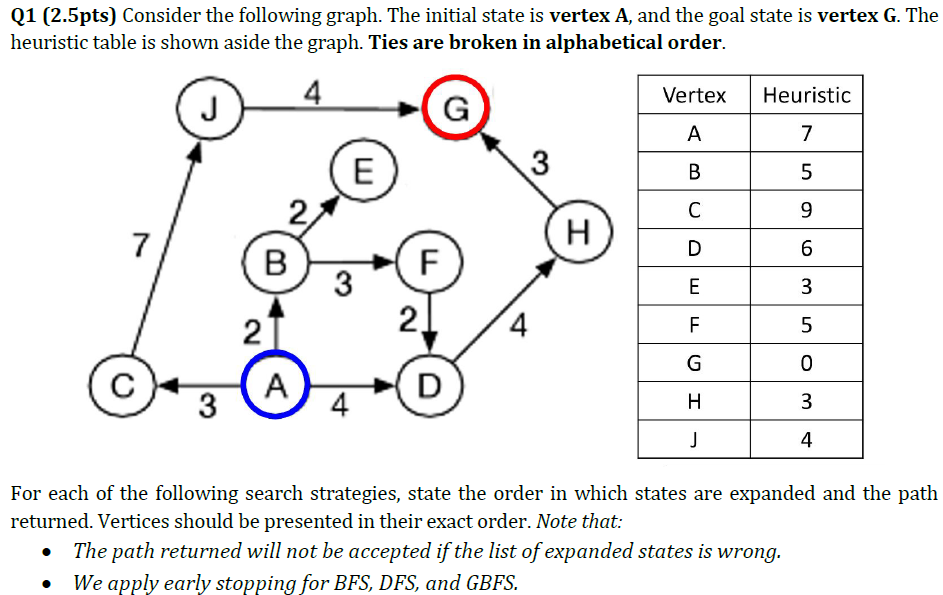 Q1 (2.5pts) Consider the following graph. The initial state is vertex A, and the goal state is vertex G. The
heuristic table is shown aside the graph. Ties are broken in alphabetical order.
J
4
G
E
3
2
H
7
B
3
F
2
2
4
C
3
A
4
D
Vertex Heuristic
A 7
B 5
C 9
D 6
E 3
F 5
G 0
H 3
J 4
For each of the following search strategies, state the order in which states are expanded and the path
returned. Vertices should be presented in their exact order. Note that:
• The path returned will not be accepted if the list of expanded states is wrong.
• We apply early stopping for BFS, DFS, and GBFS.